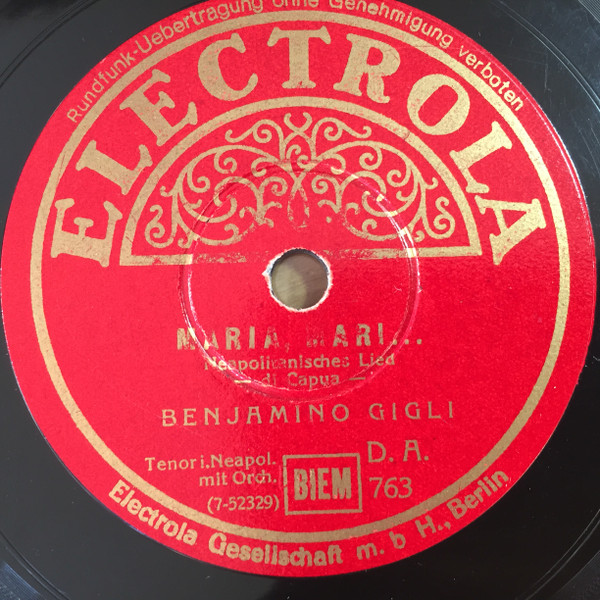 Rundfunk-Uebertragung ohne Genehmigung verboten
ELECTROLA
MARIA, MARI...
Neapolitanisches Lied
— di Capua —
BENJAMINO GIGLI
Tenor i. Neapol.
mit Orch.
(7-52329)
BIEM
D. A.
763
Electrola Gesellschaft m. b H., Berlin